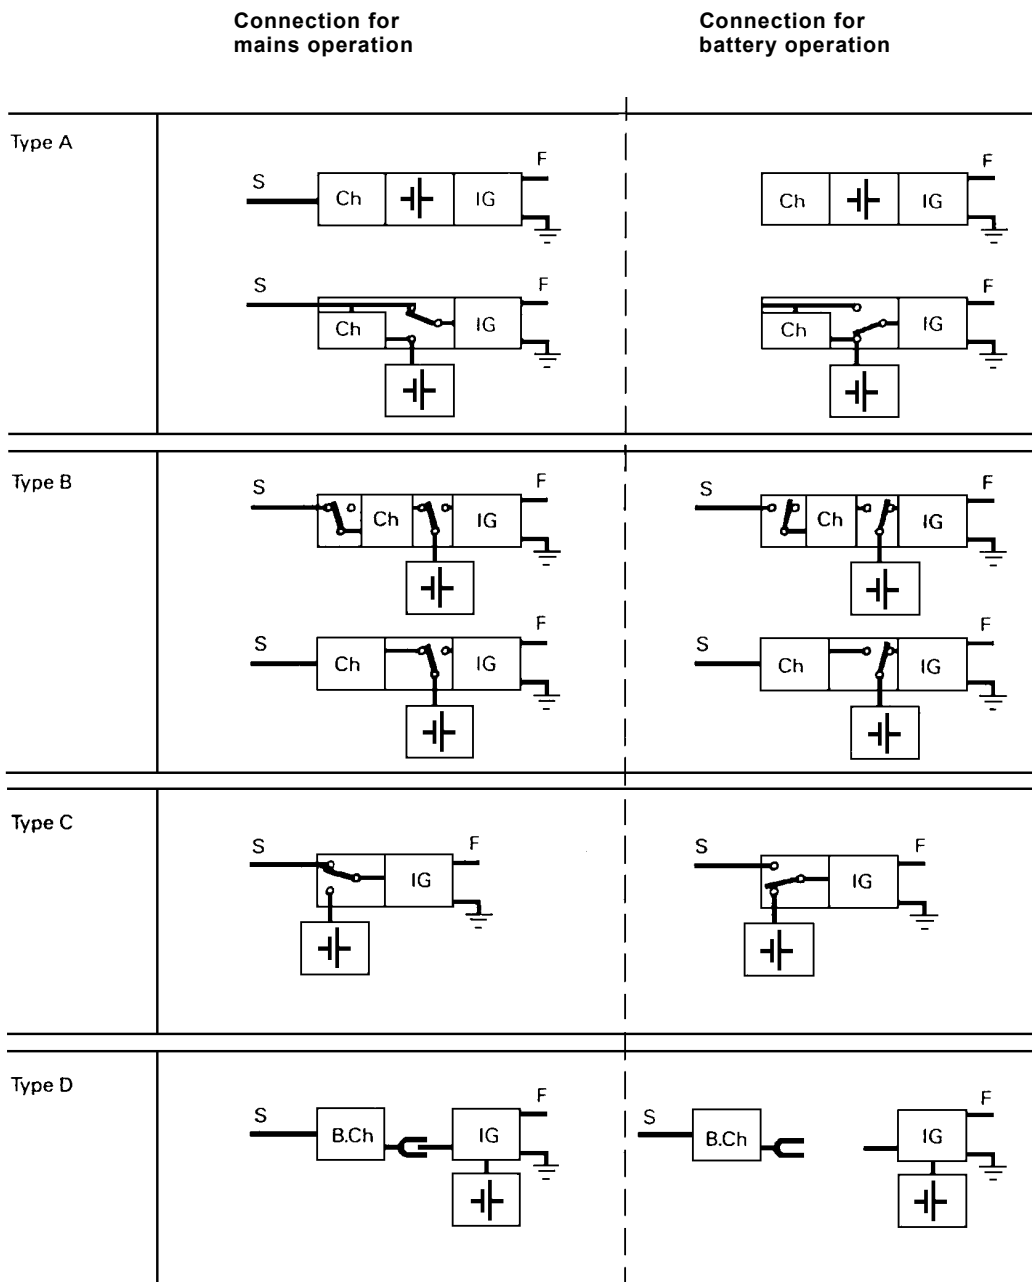 Connection for
mains operation
Connection for
battery operation
Type A
S
Ch
IG
F
Ch
IG
F
S
Ch
IG
F
Ch
IG
F
Type B
S
Ch
IG
F
S
Ch
IG
F
S
Ch
IG
F
S
Ch
IG
F
Type C
S
IG
F
S
IG
F
Type D
S
B.Ch
IG
F
S
B.Ch
IG
F